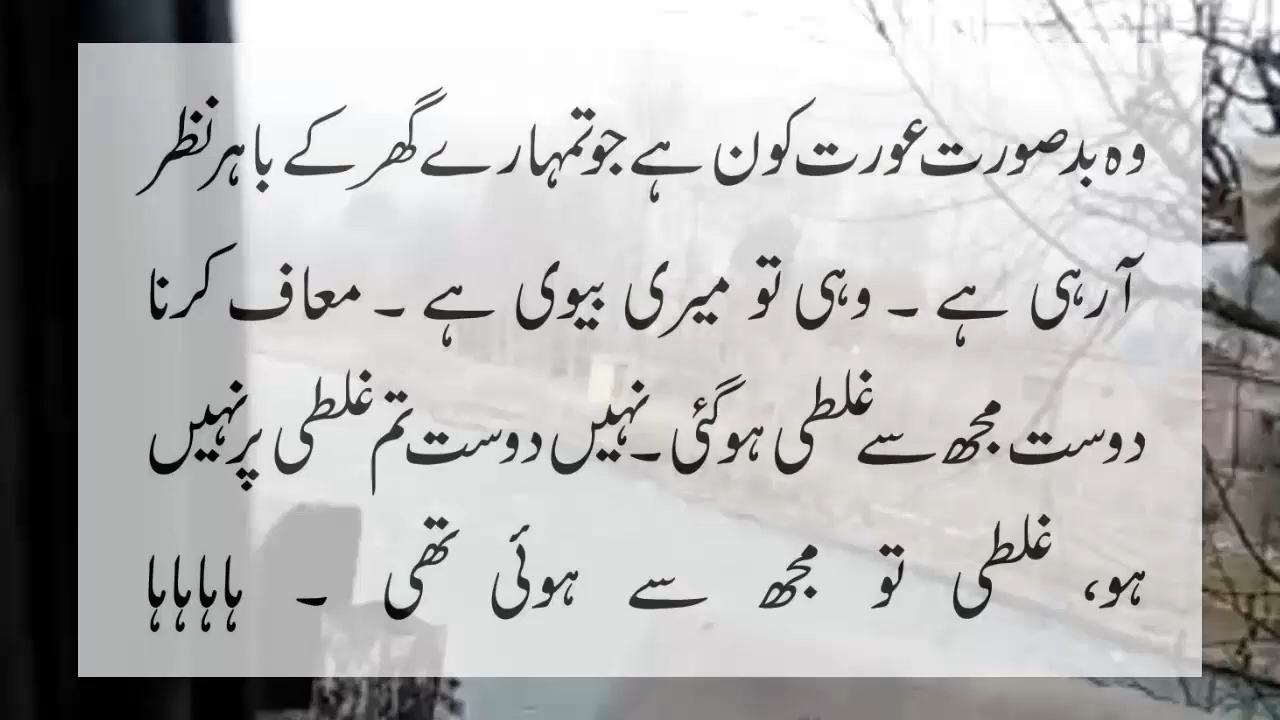 وہ بدصورت عورت کون ہے جو تمہارے گھر کے باہر نظر
آرہی ہے ۔ وہی تو میری بیوی ہے ۔ معاف کرنا
دوست مجھ سے غلطی ہوگئی ۔ نہیں دوست تم غلطی پر نہیں
ہو، غلطی تو مجھ سے ہوئی تھی ۔ ہاہاہاہا